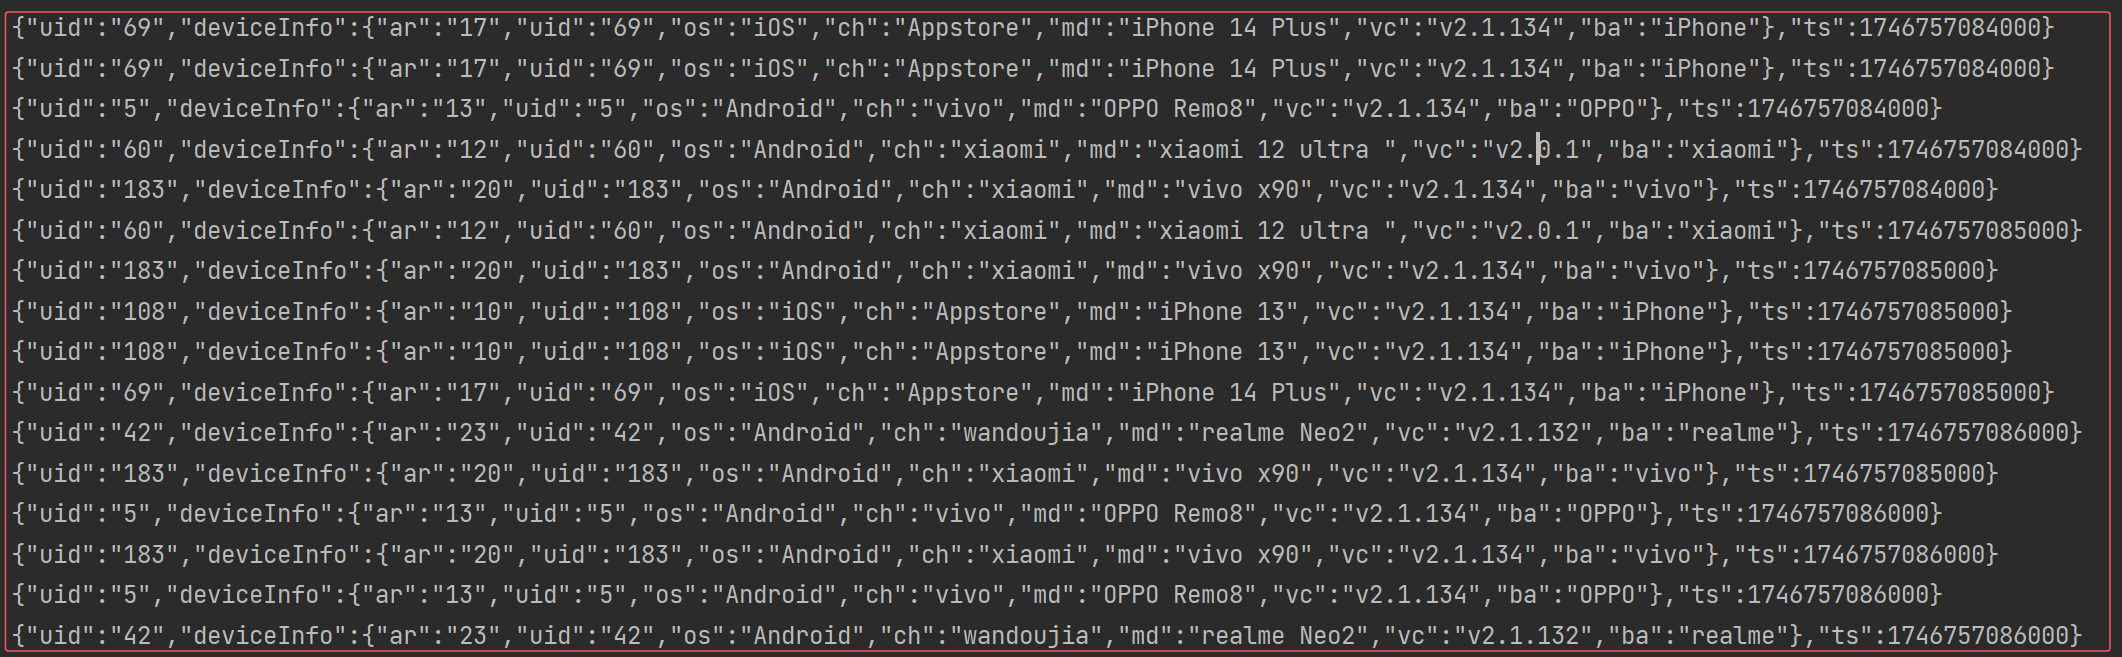 {"uid":"69","deviceInfo":{"ar":"17","uid":"69","os":"iOS","ch":"Appstore","md":"iPhone 14 Plus","vc":"v2.1.134","ba":"iPhone"},"ts":1746757084000}
{"uid":"69","deviceInfo":{"ar":"17","uid":"69","os":"iOS","ch":"Appstore","md":"iPhone 14 Plus","vc":"v2.1.134","ba":"iPhone"},"ts":1746757084000}
{"uid":"5","deviceInfo":{"ar":"13","uid":"5","os":"Android","ch":"vivo","md":"OPPO Remo8","vc":"v2.1.134","ba":"OPPO"},"ts":1746757084000}
{"uid":"60","deviceInfo":{"ar":"12","uid":"60","os":"Android","ch":"xiaomi","md":"xiaomi 12 ultra ","vc":"v2.0.1","ba":"xiaomi"},"ts":1746757084000}
{"uid":"183","deviceInfo":{"ar":"20","uid":"183","os":"Android","ch":"xiaomi","md":"vivo x90","vc":"v2.1.134","ba":"vivo"},"ts":1746757084000}
{"uid":"60","deviceInfo":{"ar":"12","uid":"60","os":"Android","ch":"xiaomi","md":"xiaomi 12 ultra ","vc":"v2.0.1","ba":"xiaomi"},"ts":1746757085000}
{"uid":"183","deviceInfo":{"ar":"20","uid":"183","os":"Android","ch":"xiaomi","md":"vivo x90","vc":"v2.1.134","ba":"vivo"},"ts":1746757085000}
{"uid":"108","deviceInfo":{"ar":"10","uid":"108","os":"iOS","ch":"Appstore","md":"iPhone 13","vc":"v2.1.134","ba":"iPhone"},"ts":1746757085000}
{"uid":"108","deviceInfo":{"ar":"10","uid":"108","os":"iOS","ch":"Appstore","md":"iPhone 13","vc":"v2.1.134","ba":"iPhone"},"ts":1746757085000}
{"uid":"69","deviceInfo":{"ar":"17","uid":"69","os":"iOS","ch":"Appstore","md":"iPhone 14 Plus","vc":"v2.1.134","ba":"iPhone"},"ts":1746757085000}
{"uid":"42","deviceInfo":{"ar":"23","uid":"42","os":"Android","ch":"wandoujia","md":"realme Neo2","vc":"v2.1.132","ba":"realme"},"ts":1746757086000}
{"uid":"183","deviceInfo":{"ar":"20","uid":"183","os":"Android","ch":"xiaomi","md":"vivo x90","vc":"v2.1.134","ba":"vivo"},"ts":1746757085000}
{"uid":"5","deviceInfo":{"ar":"13","uid":"5","os":"Android","ch":"vivo","md":"OPPO Remo8","vc":"v2.1.134","ba":"OPPO"},"ts":1746757086000}
{"uid":"183","deviceInfo":{"ar":"20","uid":"183","os":"Android","ch":"xiaomi","md":"vivo x90","vc":"v2.1.134","ba":"vivo"},"ts":1746757086000}
{"uid":"5","deviceInfo":{"ar":"13","uid":"5","os":"Android","ch":"vivo","md":"OPPO Remo8","vc":"v2.1.134","ba":"OPPO"},"ts":1746757086000}
{"uid":"42","deviceInfo":{"ar":"23","uid":"42","os":"Android","ch":"wandoujia","md":"realme Neo2","vc":"v2.1.132","ba":"realme"},"ts":1746757086000}